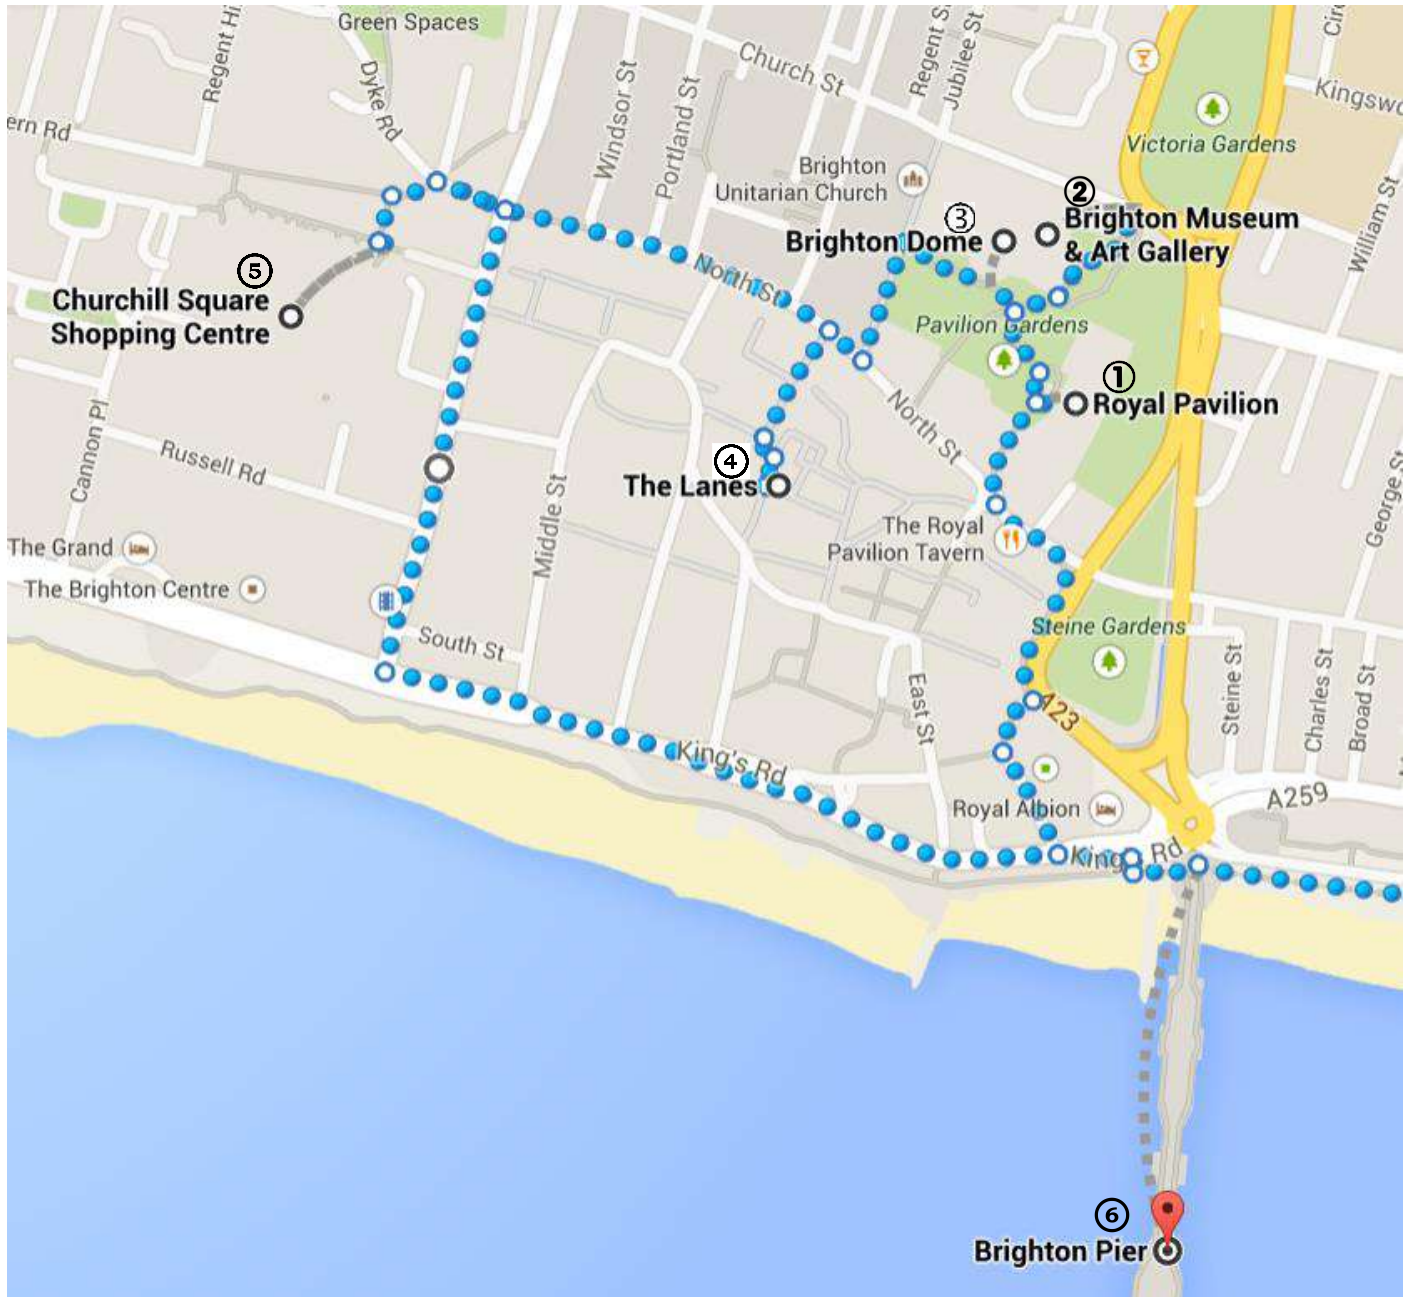 Green Spaces
Regent Hi
Dyke Rd
ern Rd
Windsor St
Portland St
Church St
Regent S
Jubilee St
Circ
Kingswo
Victoria Gardens
Brighton
Unitarian Church
William St
②
Brighton Museum
& Art Gallery
③
Brighton Dome
⑤
Churchill Square
Shopping Centre
North St
Pavilion Gardens
①
Royal Pavilion
North St
Cannon Pl
Russell Rd
④
The Lanes
Middle St
George St
The Royal
Pavilion Tavern
The Grand
The Brighton Centre
South St
Steine Gardens
Steine St
Charles St
Broad St
East St
A23
King's Rd
Royal Albion
A259
King's Rd
⑥
Brighton Pier